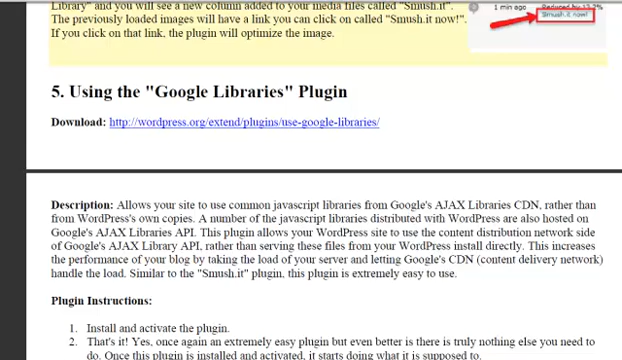 Library" and you will see a new column added to your media files called "Smush.it".
The previously loaded images will have a link you can click on called "Smush.it now!".
If you click on that link, the plugin will optimize the image.
1 min ago
Reduced by 13.2%
Smush.it now!
5. Using the "Google Libraries" Plugin
Download: http://wordpress.org/extend/plugins/use-google-libraries/
Description: Allows your site to use common javascript libraries from Google's AJAX Libraries CDN, rather than
from WordPress's own copies. A number of the javascript libraries distributed with WordPress are also hosted on
Google's AJAX Libraries API. This plugin allows your WordPress site to use the content distribution network side
of Google's AJAX Library API, rather than serving these files from your WordPress install directly. This increases
the performance of your blog by taking the load of your server and letting Google's CDN (content delivery network)
handle the load. Similar to the "Smush.it" plugin, this plugin is extremely easy to use.
Plugin Instructions:
1. Install and activate the plugin.
2. That's it! Yes, once again an extremely easy plugin but even better is there is truly nothing else you need to
do. Once this plugin is installed and activated, it starts doing what it is supposed to.